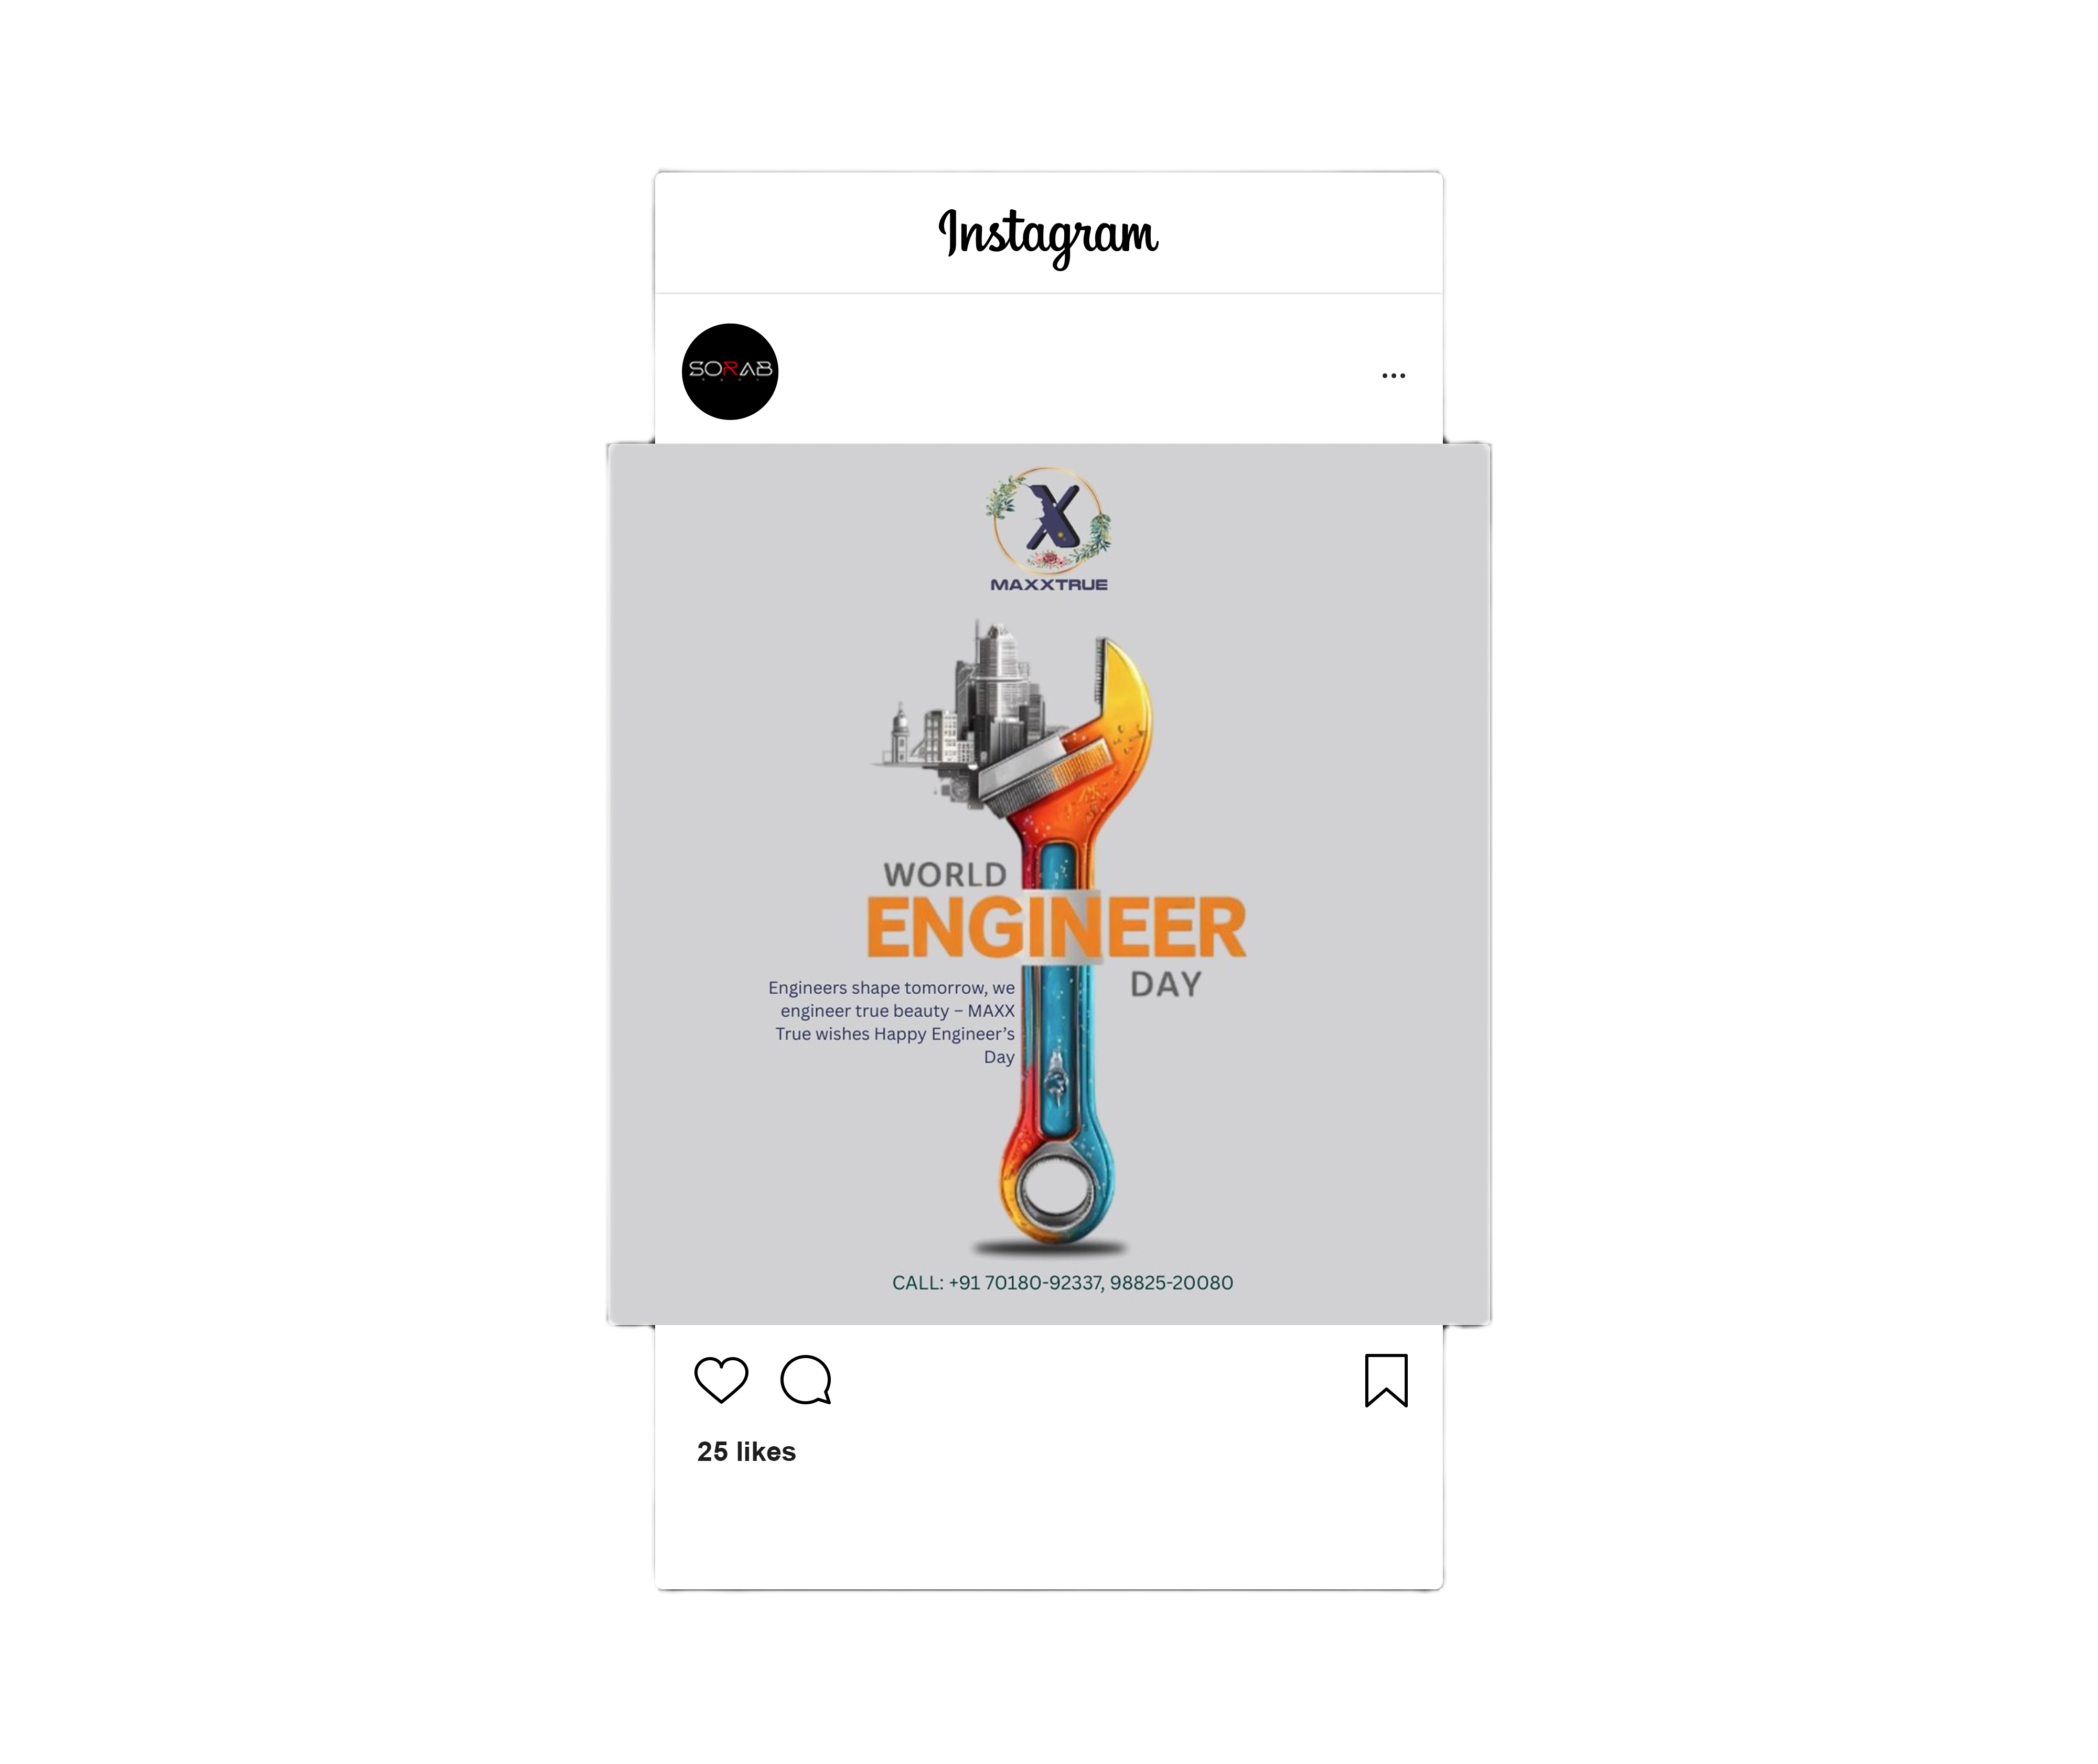 Instagram
SORAB
MAXXTRUE
WORLD
ENGINEER
DAY
Engineers shape tomorrow, we
engineer true beauty – MAXX
True wishes Happy Engineer’s
Day
CALL: +91 70180-92337, 98825-20080
25 likes